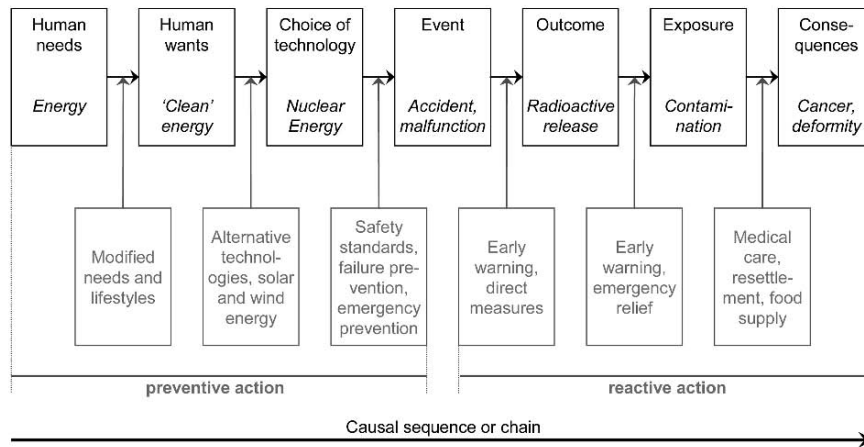 Human
needs
Energy
Human
wants
‘Clean’
energy
Choice of
technology
Nuclear
Energy
Event
Accident,
malfunction
Outcome
Radioactive
release
Exposure
Contami-
nation
Conse-
quences
Cancer,
deformity
Modified
needs and
lifestyles
Alternative
technol-
ogies, solar
and wind
energy
Safety
standards,
failure pre-
vention,
emergency
prevention
Early
warning,
direct
measures
Early
warning,
emergency
relief
Medical
care,
resettle-
ment, food
supply
preventive action
reactive action
Causal sequence or chain